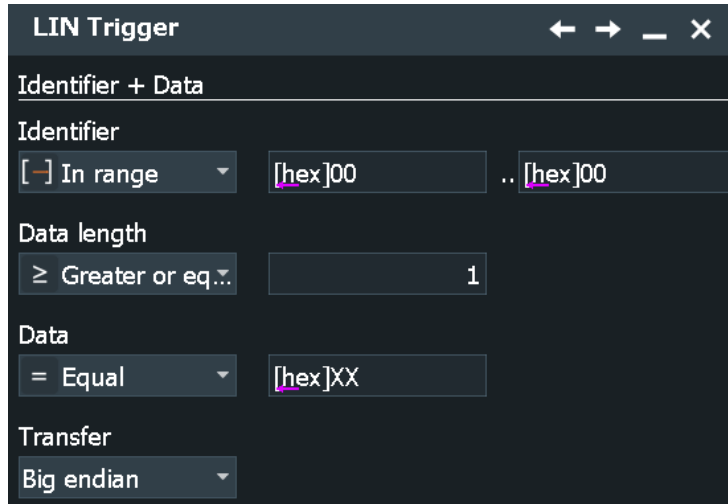 LIN Trigger
Identifier + Data
Identifier
[–] In range [hex]00 .. [hex]00
Data length
≥ Greater or eq... 1
Data
= Equal [hex]XX
Transfer
Big endian